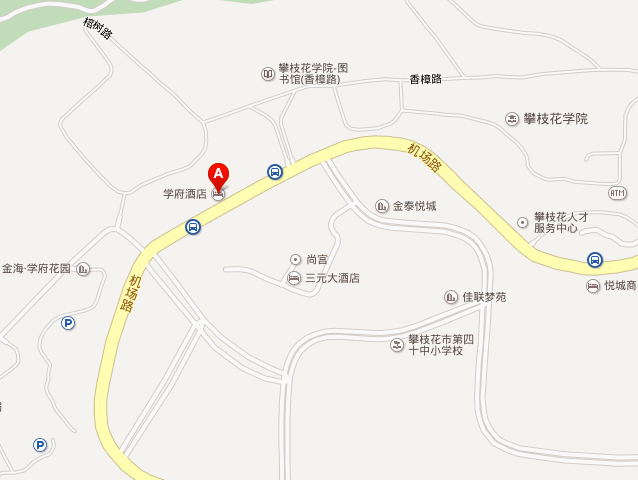 榕树路
攀枝花学院-图
书馆(香樟路)
香樟路
攀枝花学院
机场路
A
学府酒店
ATM
金泰悦城
攀枝花人才
服务中心
尚宫
三元大酒店
金海·学府花园
机场路
悦城商
佳联梦苑
攀枝花市第四
十中小学校
P
P